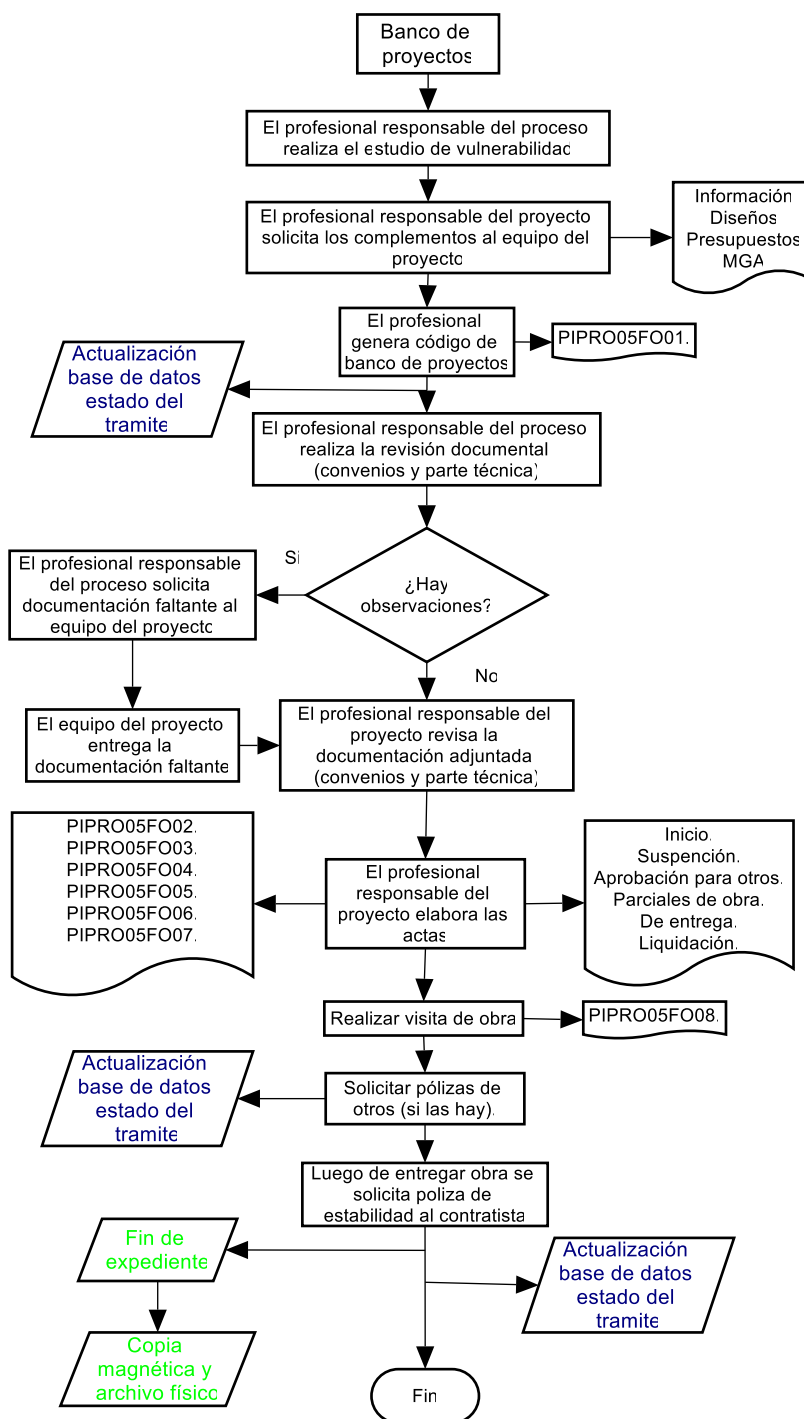 Banco de
proyectos
El profesional responsable del proceso
realiza el estudio de vulnerabilidad
El profesional responsable del proyecto
solicita los complementos al equipo del
proyecto
Información
Diseños
Presupuestos
MGA
El profesional
genera código de
banco de proyectos
PIPRO05FO01.
Actualización
base de datos
estado del
tramite
El profesional responsable del proceso
realiza la revisión documental
(convenios y parte técnica)
¿Hay
observaciones?
Si
El profesional responsable
del proceso solicita
documentación faltante al
equipo del proyecto
No
El equipo del proyecto
entrega la
documentación faltante
El profesional responsable del
proyecto revisa la
documentación adjuntada
(convenios y parte técnica)
PIPRO05FO02.
PIPRO05FO03.
PIPRO05FO04.
PIPRO05FO05.
PIPRO05FO06.
PIPRO05FO07.
El profesional
responsable del
proyecto elabora las
actas
Inicio.
Suspención.
Aprobación para otros.
Parciales de obra.
De entrega.
Liquidación.
Realizar visita de obra
PIPRO05FO08.
Actualización
base de datos
estado del
tramite
Solicitar pólizas de
otros (si las hay).
Luego de entregar obra se
solicita poliza de
estabilidad al contratista
Fin de
expediente
Actualización
base de datos
estado del
tramite
Copia
magnética y
archivo físico
Fin